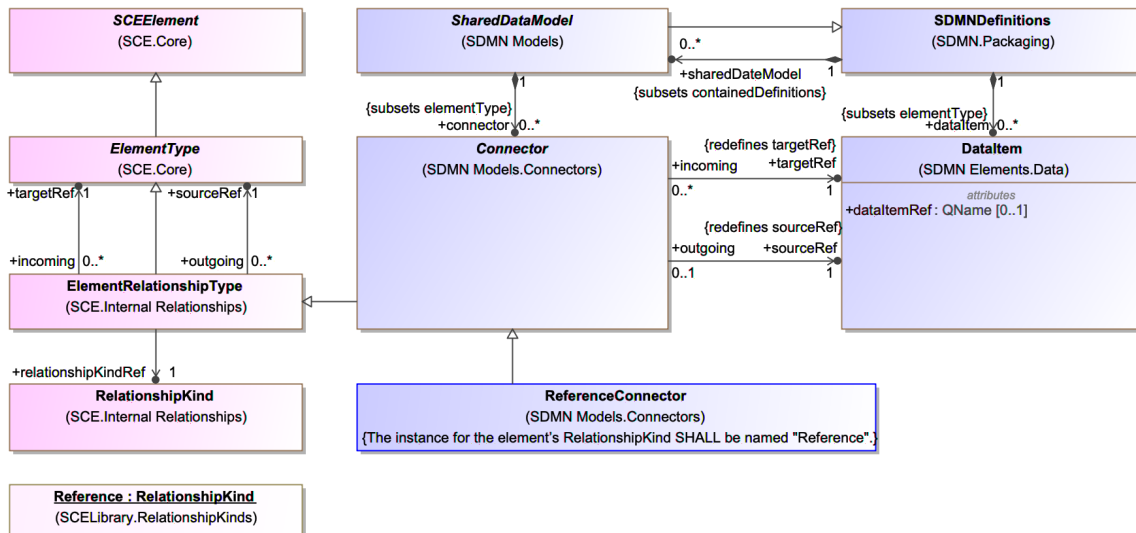 SCEElement
(SCE.Core)
SharedDataModel
(SDMN Models)
SDMNDefinitions
(SDMN.Packaging)
0..*
1
+sharedDateModel
{subsets containedDefinitions}
1
{subsets elementType}
+connector
0..*
1
{subsets elementType}
+dataItem
0..*
ElementType
(SCE.Core)
+targetRef
1
+sourceRef
1
+incoming
0..*
+outgoing
0..*
Connector
(SDMN Models.Connectors)
{redefines targetRef}
+incoming
+targetRef
0..*
1
{redefines sourceRef}
+outgoing
+sourceRef
0..1
1
DataItem
(SDMN Elements.Data)
attributes
+dataItemRef : QName [0..1]
ElementRelationshipType
(SCE.Internal Relationships)
+relationshipKindRef
1
RelationshipKind
(SCE.Internal Relationships)
ReferenceConnector
(SDMN Models.Connectors)
{The instance for the element's RelationshipKind SHALL be named "Reference".}
Reference : RelationshipKind
(SCELibrary.RelationshipKinds)